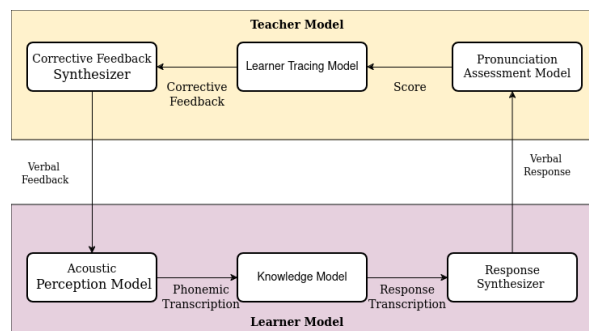 Teacher Model
Corrective Feedback
Synthesizer
Learner Tracing Model
Pronunciation
Assessment Model
Corrective
Feedback
Score
Verbal
Feedback
Verbal
Response
Acoustic
Perception Model
Knowledge Model
Response
Synthesizer
Phonemic
Transcription
Response
Transcription
Learner Model